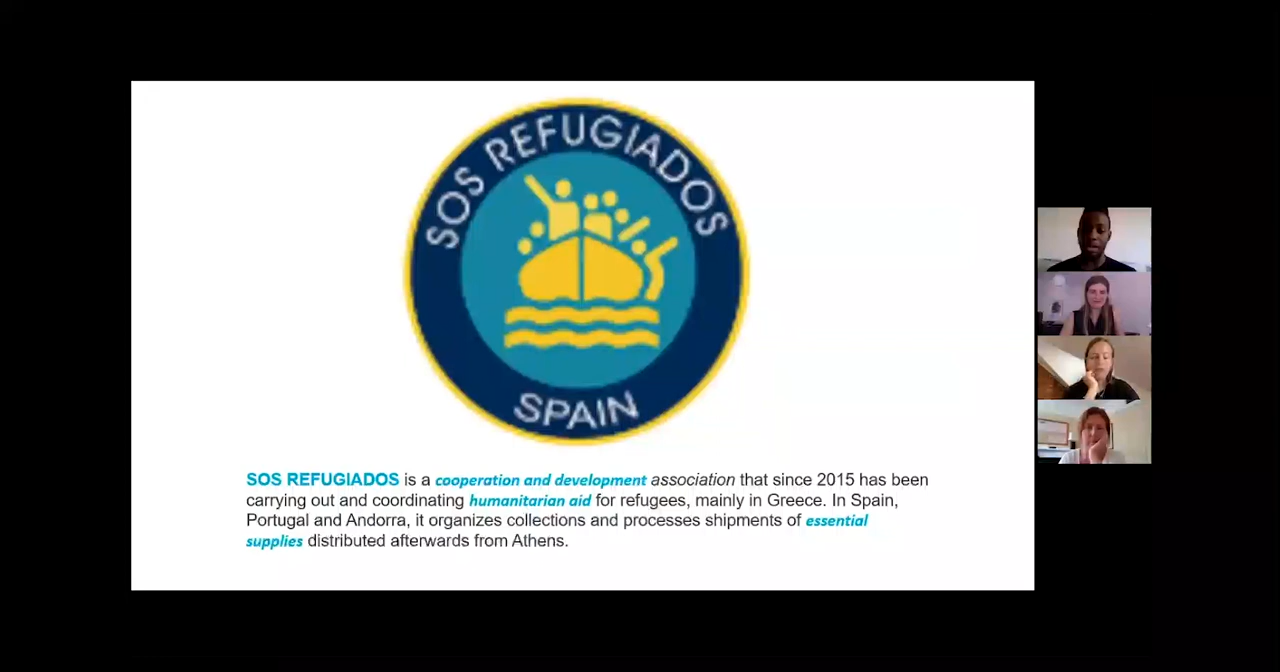 SOS REFUGIADOS
SPAIN
SOS REFUGIADOS is a cooperation and development association that since 2015 has been
carrying out and coordinating humanitarian aid for refugees, mainly in Greece. In Spain,
Portugal and Andorra, it organizes collections and processes shipments of essential
supplies distributed afterwards from Athens.